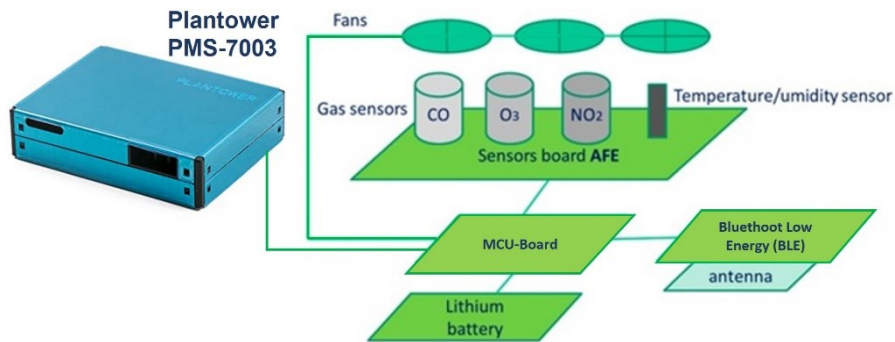 Plantower
PMS-7003
Fans
PLANTOWER
Gas sensors
CO
O3
NO2
Temperature/umidity sensor
Sensors board AFE
MCU-Board
Bluethoot Low
Energy (BLE)
antenna
Lithium
battery